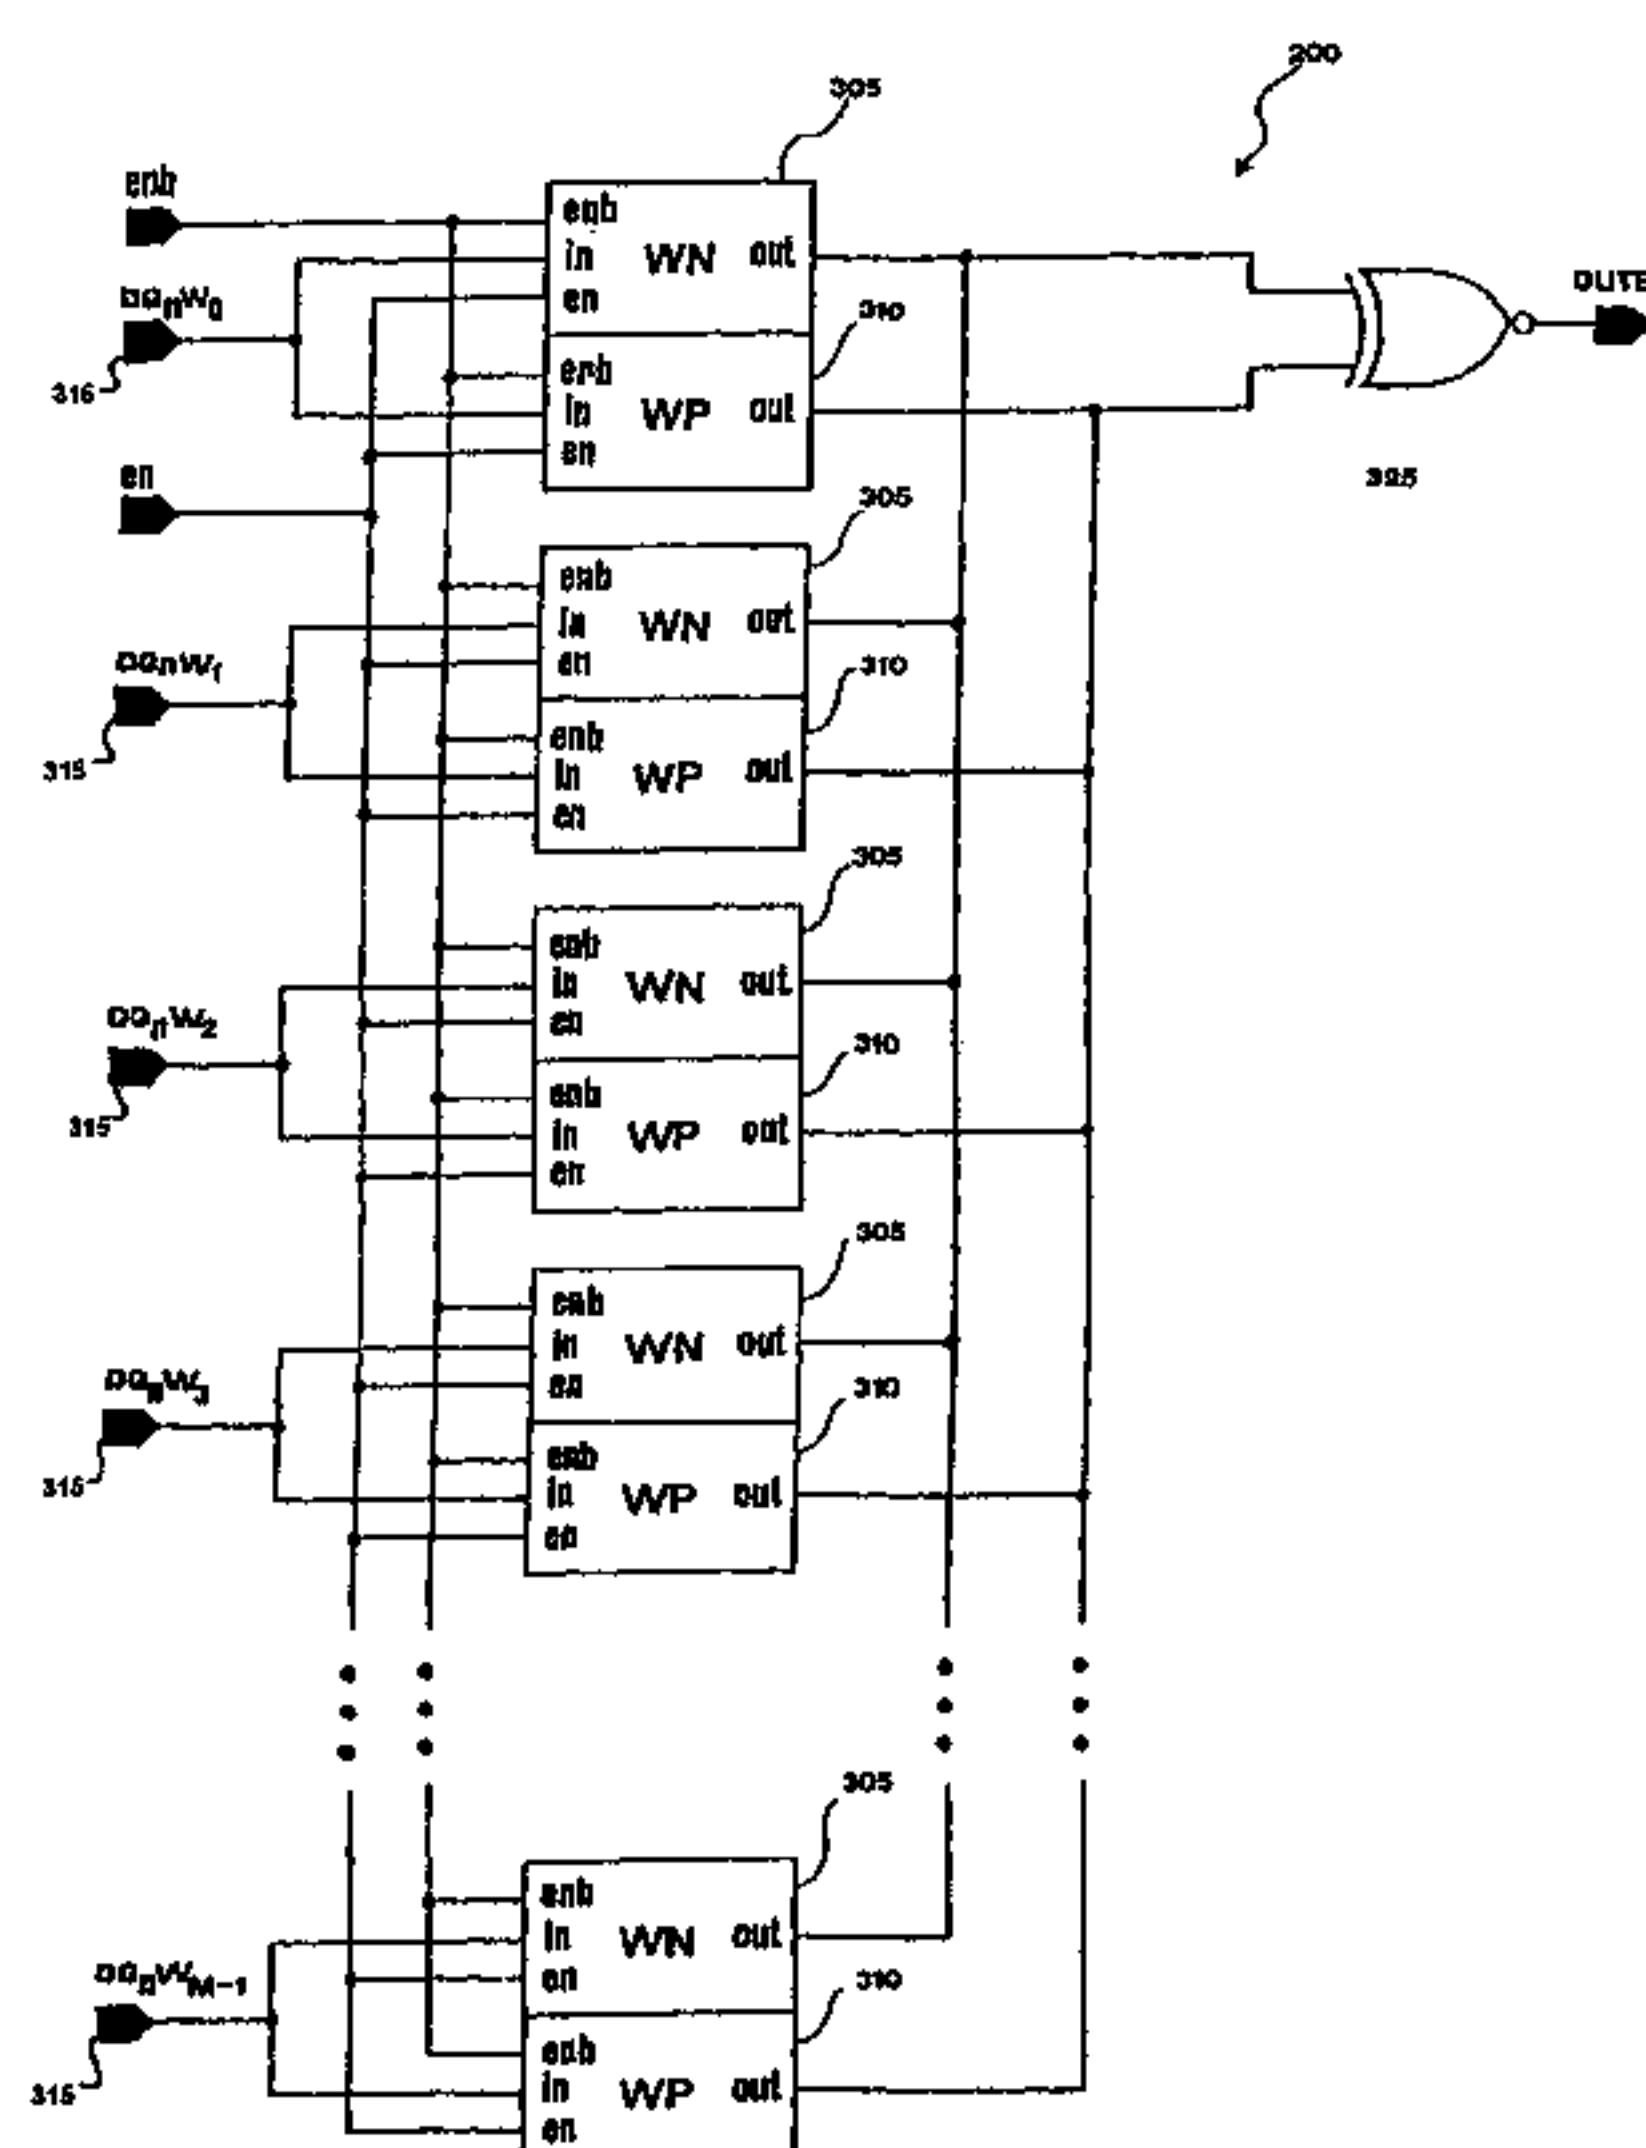 200
305
enb
enb
in WN out
en
DQnW0
310
OUTB
316
enb
in WP out
en
en
325
305
enb
in WN out
en
DQnW1
310
315
enb
in WP out
en
305
enb
in WN out
en
DQnW2
310
315
enb
in WP out
en
305
enb
in WN out
en
DQnW3
310
315
enb
in WP out
en
305
enb
in WN out
en
DQnWM-1
310
315
enb
in WP out
en